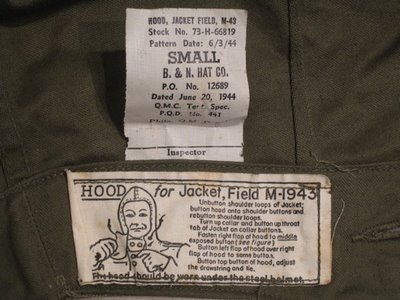 HOOD, JACKET FIELD, M-43
Stock No. 73-H-66819
Pattern Date: 6/3/44
SMALL
B. & N. HAT CO.
P.O. No. 12689
Dated June 20, 1944
Q.M.C. Tent. Spec.
P.Q.D. No. 441
Inspector
HOOD for Jacket, Field M-1943
Unbutton shoulder loops of Jacket;
button hood onto shoulder buttons and
rebutton shoulder loops.
Turn up collar and button up throat
tab of Jacket on collar buttons.
Fasten right flap of hood to middle
exposed button (see figure)
Button left flap of hood over right
flap of hood to same button.
Button top button of hood, adjust
the drawstring and tie.
The hood should be worn under the steel helmet.